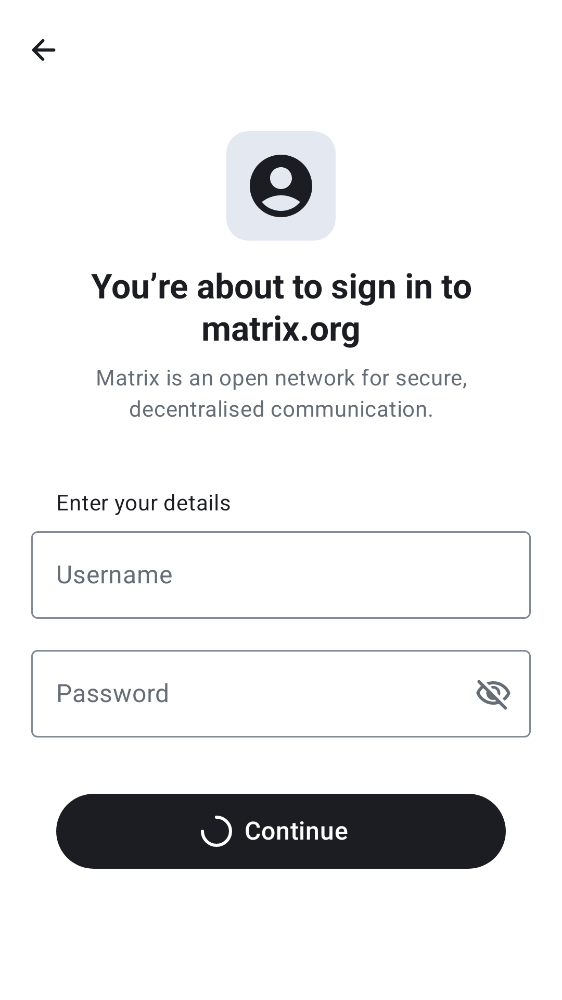 You’re about to sign in to
matrix.org
Matrix is an open network for secure,
decentralised communication.
Enter your details
Username
Password
Continue